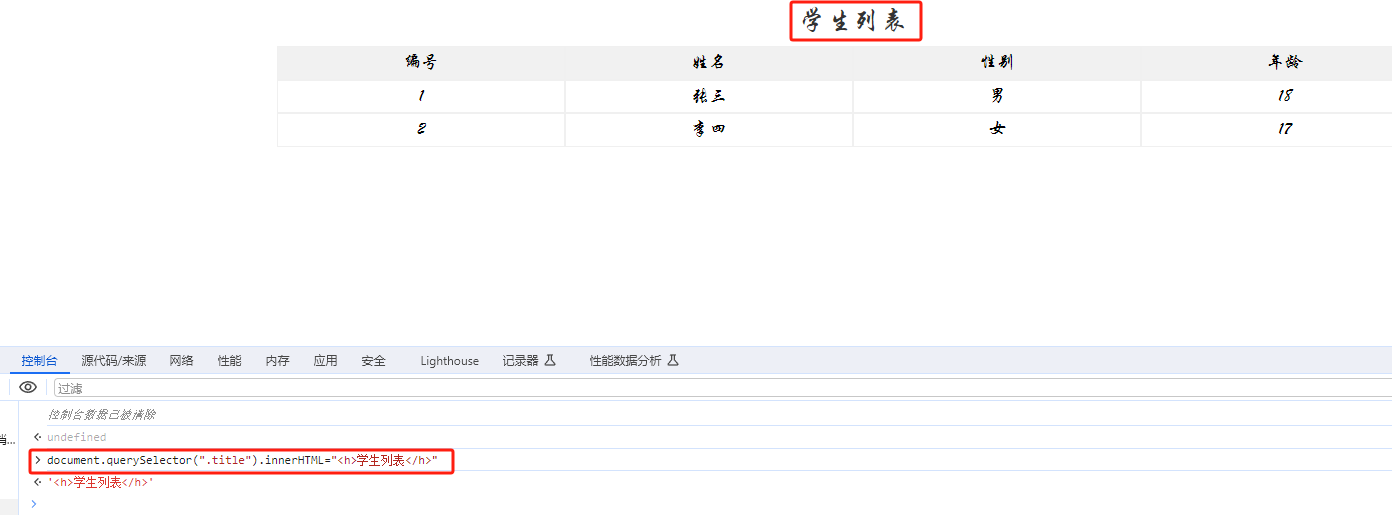 学生列表
编号 姓名 性别 年龄
1 张三 男 18
2 李四 女 17
控制台 源代码/来源 网络 性能 内存 应用 安全 Lighthouse 记录器 性能数据分析
过滤
控制台数据已被清除
undefined
> document.querySelector(".title").innerHTML="<h>学生列表</h>"
'<h>学生列表</h>'
>